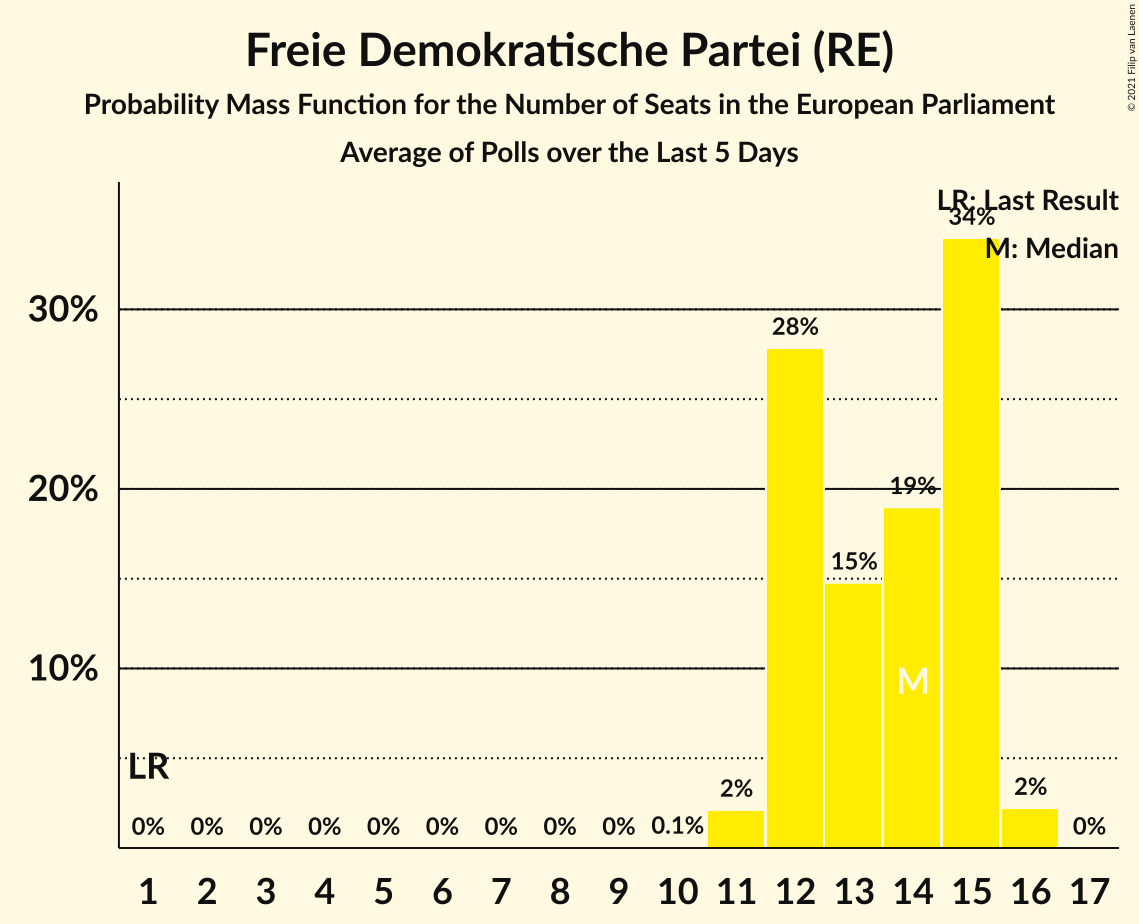 Freie Demokratische Partei (RE)
Probability Mass Function for the Number of Seats in the European Parliament
Average of Polls over the Last 5 Days
© 2021 Filip van Laenen
LR: Last Result
M: Median
34%
30%
28%
20%
19%
15%
10%
M
LR
0% 0% 0% 0% 0% 0% 0% 0% 0% 0.1% 2% 2% 0%
1 2 3 4 5 6 7 8 9 10 11 12 13 14 15 16 17